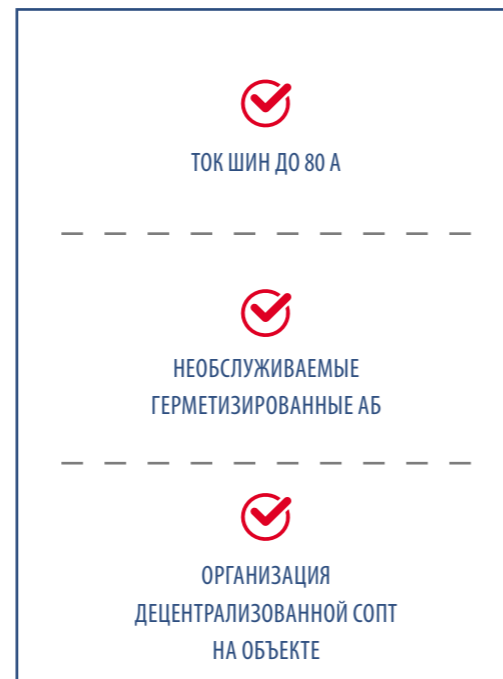 ТОК ШИН ДО 80 А
НЕОБСЛУЖИВАЕМЫЕ
ГЕРМЕТИЗИРОВАННЫЕ АБ
ОРГАНИЗАЦИЯ
ДЕЦЕНТРАЛИЗОВАННОЙ СОПТ
НА ОБЪЕКТЕ